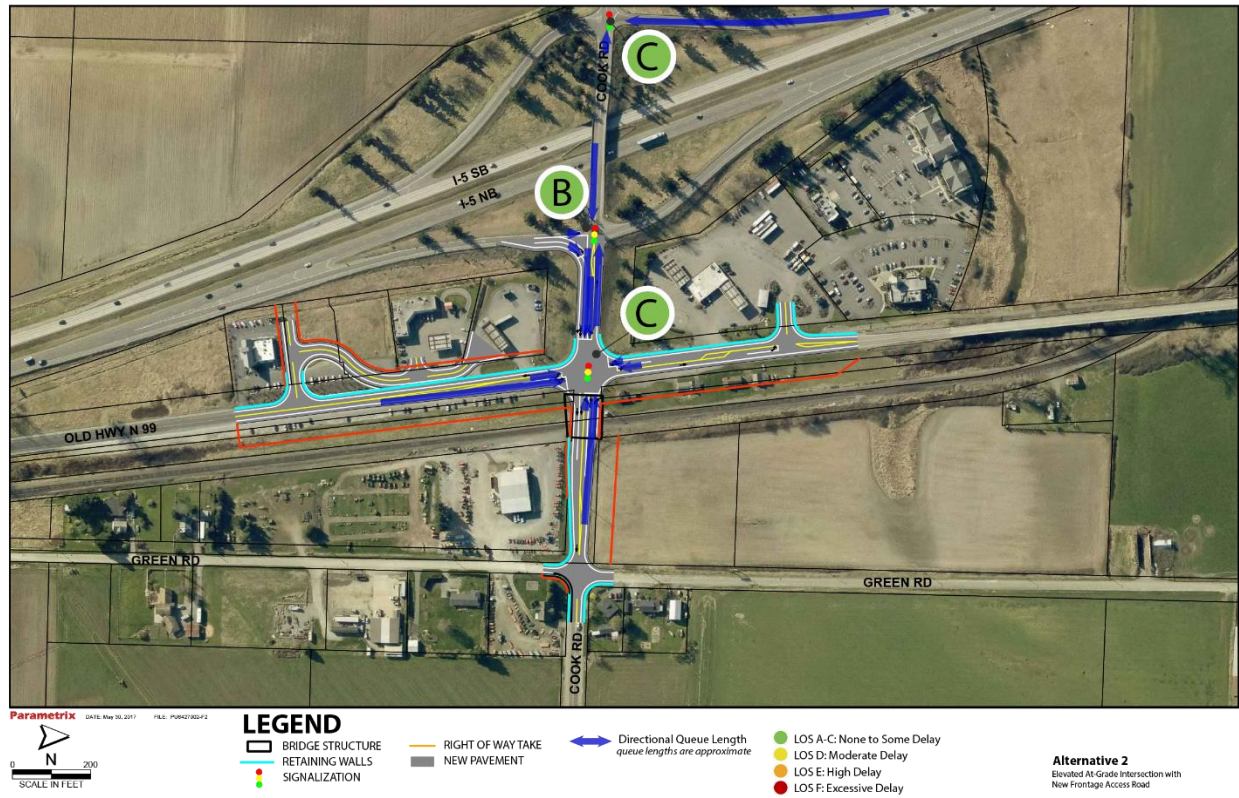 C
COOK RD
I-5 SB
B
I-5 NB
C
OLD HWY N 99
GREEN RD
GREEN RD
COOK RD
Parametrix DATE: May 30, 2017 FILE: PU6427002-F2
N
0 200
SCALE IN FEET
LEGEND
BRIDGE STRUCTURE
RETAINING WALLS
SIGNALIZATION
RIGHT OF WAY TAKE
NEW PAVEMENT
Directional Queue Length
queue lengths are approximate
LOS A-C: None to Some Delay
LOS D: Moderate Delay
LOS E: High Delay
LOS F: Excessive Delay
Alternative 2
Elevated At-Grade Intersection with
New Frontage Access Road